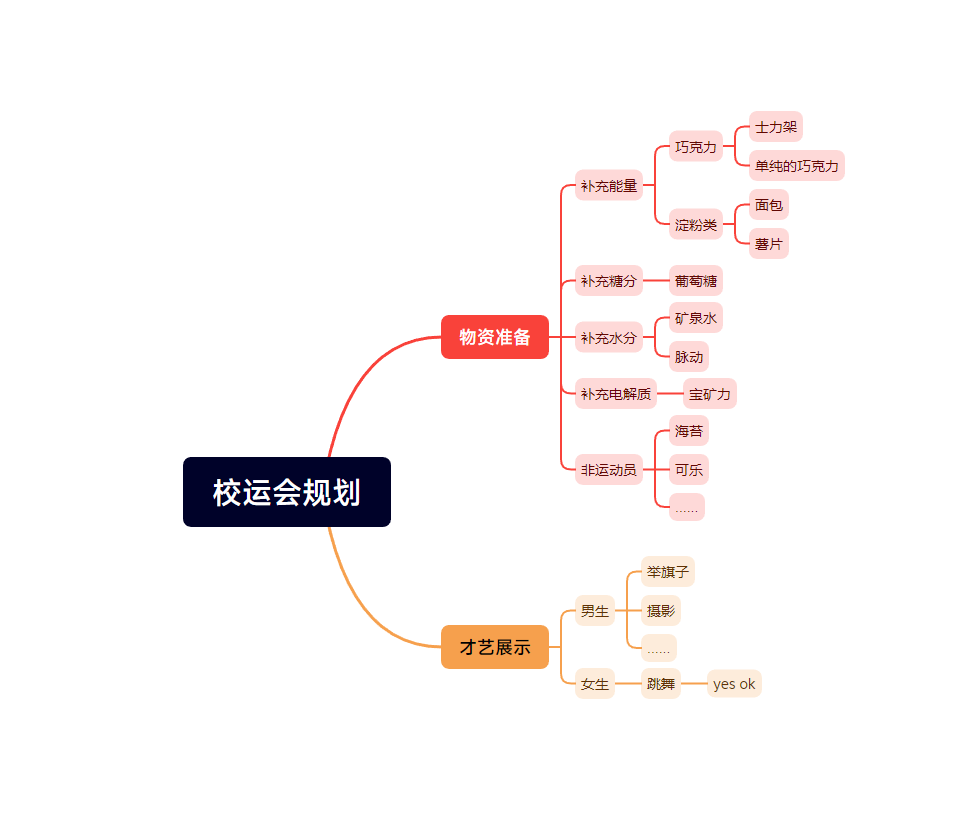 校运会规划
物资准备
补充能量
巧克力
士力架
单纯的巧克力
淀粉类
面包
薯片
补充糖分
葡萄糖
补充水分
矿泉水
脉动
补充电解质
宝矿力
非运动员
海苔
可乐
……
才艺展示
男生
举旗子
摄影
……
女生
跳舞
yes ok